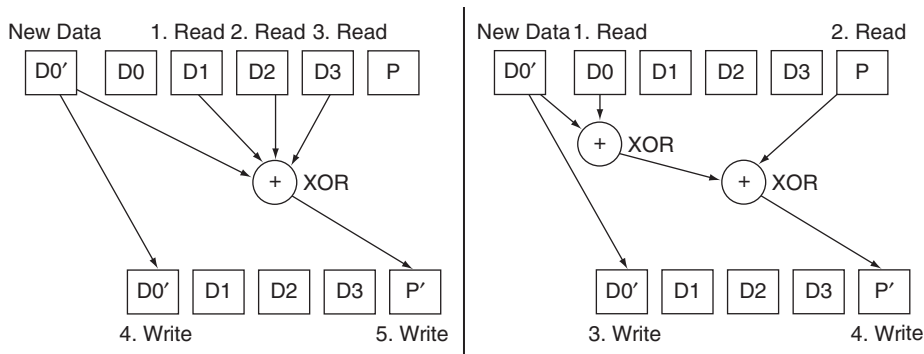 New Data 1. Read 2. Read 3. Read
D0′ D0 D1 D2 D3 P
+ XOR
D0′ D1 D2 D3 P′
4. Write 5. Write
New Data 1. Read 2. Read
D0′ D0 D1 D2 D3 P
+ XOR
+ XOR
D0′ D1 D2 D3 P′
3. Write 4. Write